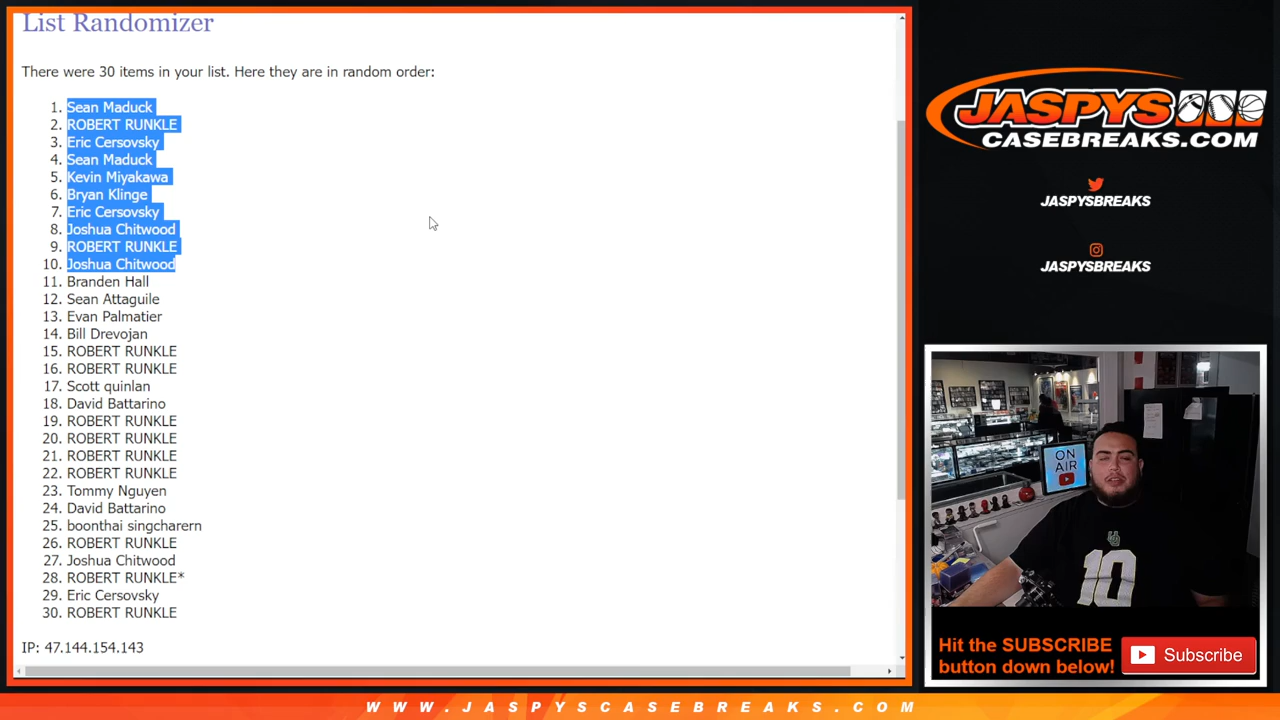 List Randomizer
There were 30 items in your list. Here they are in random order:
1. Sean Maduck
2. ROBERT RUNKLE
3. Eric Cersovsky
4. Sean Maduck
5. Kevin Miyakawa
6. Bryan Klinge
7. Eric Cersovsky
8. Joshua Chitwood
9. ROBERT RUNKLE
10. Joshua Chitwood
11. Branden Hall
12. Sean Attaguile
13. Evan Palmatier
14. Bill Drevojan
15. ROBERT RUNKLE
16. ROBERT RUNKLE
17. Scott quinlan
18. David Battarino
19. ROBERT RUNKLE
20. ROBERT RUNKLE
21. ROBERT RUNKLE
22. ROBERT RUNKLE
23. Tommy Nguyen
24. David Battarino
25. boonthai singcharern
26. ROBERT RUNKLE
27. Joshua Chitwood
28. ROBERT RUNKLE*
29. Eric Cersovsky
30. ROBERT RUNKLE
IP: 47.144.154.143
JASPYS
CASEBREAKS.COM
JASPYSBREAKS
JASPYSBREAKS
ON
AIR
10
Hit the SUBSCRIBE
button down below!
Subscribe
WWW.JASPYSCASEBREAKS.COM